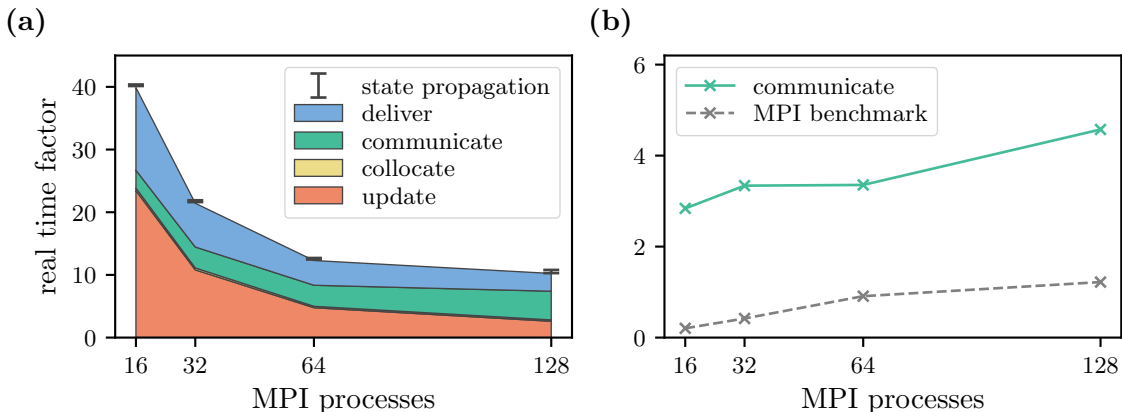 (a)
real time factor
40
30
20
10
0
state propagation
deliver
communicate
collocate
update
16
32
64
128
MPI processes
(b)
6
4
2
0
communicate
MPI benchmark
16
32
64
128
MPI processes